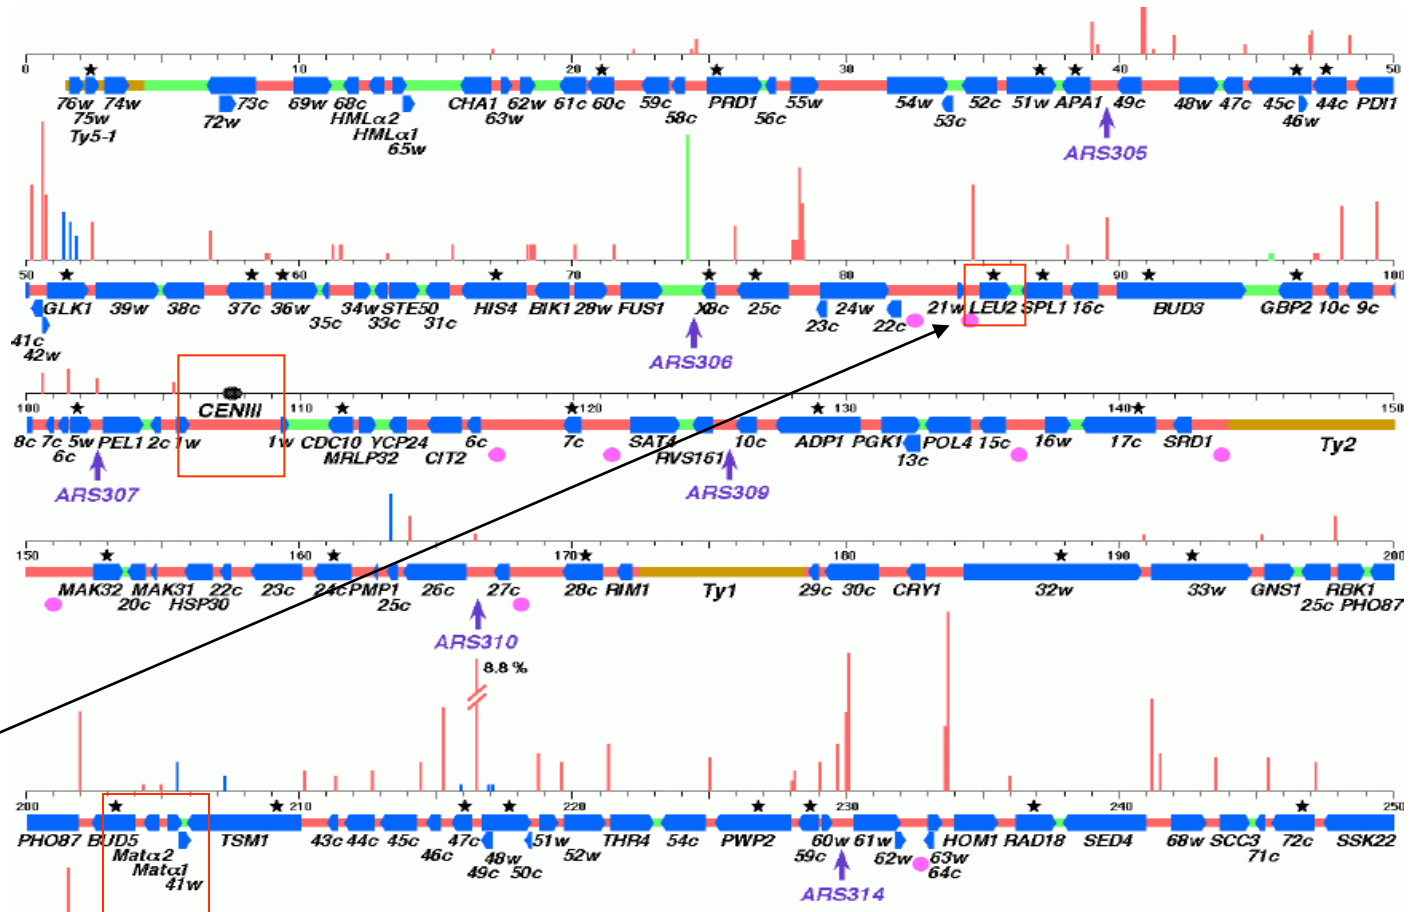 0 20 30 40 50
76w 74w 73c 69w 68c CHA1 62w 61c 60c 59c PRD1 55w 54w 52c 51w APA1 49c 48w 47c 45c 44c PDI1
75w 72w HMLα2 63w 58c 56c 53c 46w
Ty5-1 HMLα1
65w
ARS305
50 60 70 80 90 100
GLK1 39w 38c 37c 36w 34w STE50 HIS4 BIK1 28w FUS1 25c 24w 21w LEU2 SPL1 16c BUD3 GBP2 10c 9c
41c 35c 33c 31c 23c 22c
42w
ARS306
CENIII
100 110 120 130 140 150
8c 7c 5w PEL1 2c 1w 1w CDC10 YCP24 6c 7c SAT4 10c ADP1 PGK1 POL4 15c 16w 17c SRD1 Ty2
6c MRLP32 CIT2 RVS161 13c
ARS307 ARS309
150 160 170 180 190 200
MAK32 MAK31 22c 23c 24c PMP1 26c 27c 28c RIM1 Ty1 29c 30c CRY1 32w 33w GNS1 RBK1
20c HSP30 25c 25c PHO87
ARS310
8.8 %
200 210 220 230 240 250
PHO87 BUD5 TSM1 43c 44c 45c 47c 51w THR4 54c PWP2 60w 61w HOM1 RAD18 SED4 68w SCC3 72c SSK22
Matα2 46c 48w 52w 59c 62w 63w 71c
Matα1 49c 50c 64c
41w
ARS314